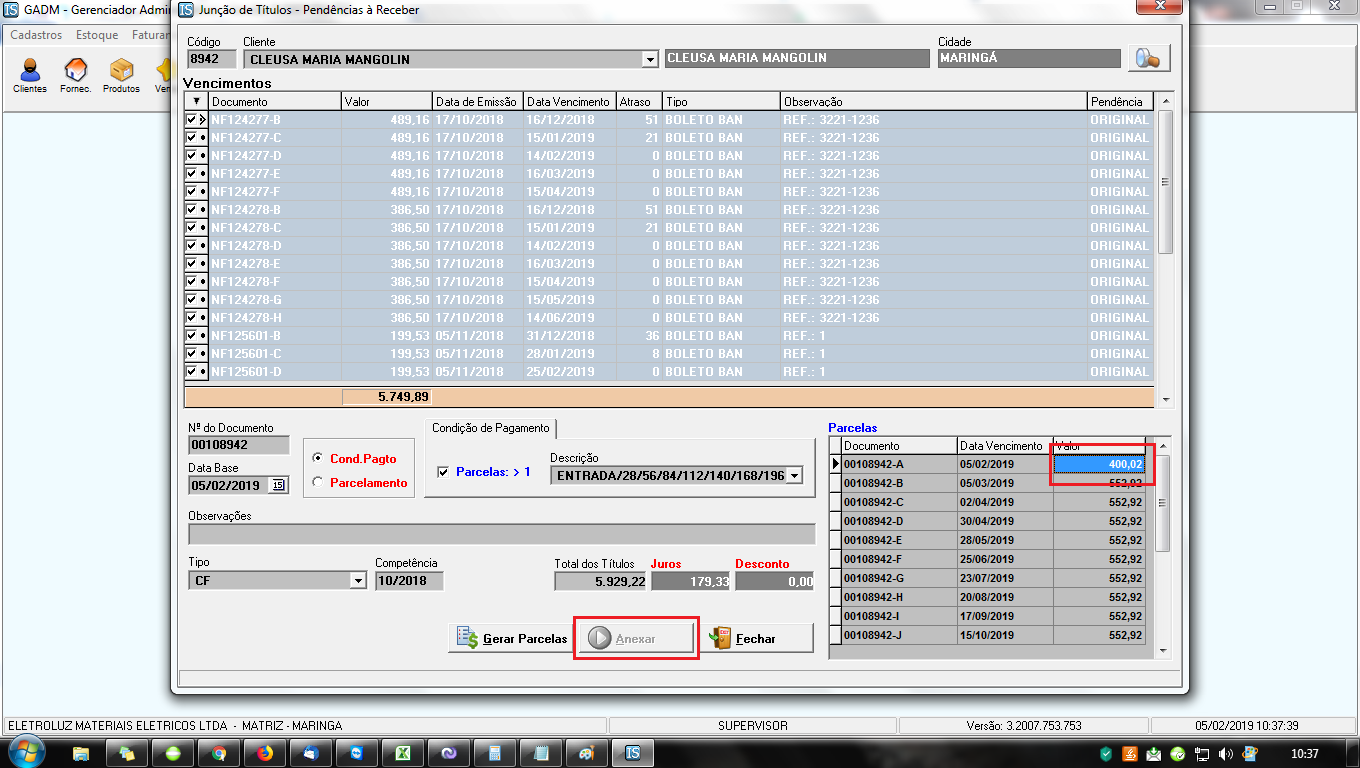 GADM - Gerenciador Admi
Junção de Títulos - Pendências à Receber
Cadastros Estoque Fatura
Clientes Fornec. Produtos Ven
Código Cliente Cidade
8942 CLEUSA MARIA MANGOLIN CLEUSA MARIA MANGOLIN MARINGÁ
Vencimentos
Documento Valor Data de Emissão Data Vencimento Atraso Tipo Observação Pendência
NF124277-B 489,16 17/10/2018 16/12/2018 51 BOLETO BAN REF.: 3221-1236 ORIGINAL
NF124277-C 489,16 17/10/2018 15/01/2019 21 BOLETO BAN REF.: 3221-1236 ORIGINAL
NF124277-D 489,16 17/10/2018 14/02/2019 0 BOLETO BAN REF.: 3221-1236 ORIGINAL
NF124277-E 489,16 17/10/2018 16/03/2019 0 BOLETO BAN REF.: 3221-1236 ORIGINAL
NF124277-F 489,16 17/10/2018 15/04/2019 0 BOLETO BAN REF.: 3221-1236 ORIGINAL
NF124278-B 386,50 17/10/2018 16/12/2018 51 BOLETO BAN REF.: 3221-1236 ORIGINAL
NF124278-C 386,50 17/10/2018 15/01/2019 21 BOLETO BAN REF.: 3221-1236 ORIGINAL
NF124278-D 386,50 17/10/2018 14/02/2019 0 BOLETO BAN REF.: 3221-1236 ORIGINAL
NF124278-E 386,50 17/10/2018 16/03/2019 0 BOLETO BAN REF.: 3221-1236 ORIGINAL
NF124278-F 386,50 17/10/2018 15/04/2019 0 BOLETO BAN REF.: 3221-1236 ORIGINAL
NF124278-G 386,50 17/10/2018 15/05/2019 0 BOLETO BAN REF.: 3221-1236 ORIGINAL
NF124278-H 386,50 17/10/2018 14/06/2019 0 BOLETO BAN REF.: 3221-1236 ORIGINAL
NF125601-B 199,53 05/11/2018 31/12/2018 36 BOLETO BAN REF.: 1 ORIGINAL
NF125601-C 199,53 05/11/2018 28/01/2019 8 BOLETO BAN REF.: 1 ORIGINAL
NF125601-D 199,53 05/11/2018 25/02/2019 0 BOLETO BAN REF.: 1 ORIGINAL
5.749,89
Nº do Documento
00108942
Data Base
05/02/2019 15
Cond.Pagto
Parcelamento
Condição de Pagamento
Parcelas: > 1
Descrição
ENTRADA/28/56/84/112/140/168/196
Observações
Tipo Competência Total dos Títulos Juros Desconto
CF 10/2018 5.929,22 179,33 0,00
Gerar Parcelas Anexar Fechar
Parcelas
Documento Data Vencimento Valor
00108942-A 05/02/2019 400,02
00108942-B 05/03/2019 552,92
00108942-C 02/04/2019 552,92
00108942-D 30/04/2019 552,92
00108942-E 28/05/2019 552,92
00108942-F 25/06/2019 552,92
00108942-G 23/07/2019 552,92
00108942-H 20/08/2019 552,92
00108942-I 17/09/2019 552,92
00108942-J 15/10/2019 552,92
ELETROLUZ MATERIAIS ELETRICOS LTDA - MATRIZ - MARINGA SUPERVISOR Versão: 3.2007.753.753 05/02/2019 10:37:39
10:37